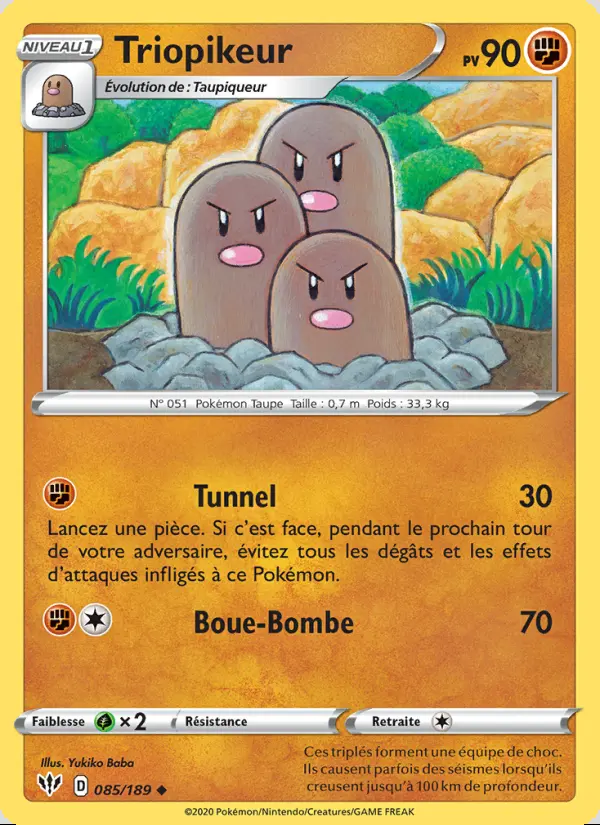 NIVEAU 1
Triopikeur
PV 90
Évolution de : Taupiqueur
N° 051 Pokémon Taupe Taille : 0,7 m Poids : 33,3 kg
Tunnel 30
Lancez une pièce. Si c'est face, pendant le prochain tour
de votre adversaire, évitez tous les dégâts et les effets
d'attaques infligés à ce Pokémon.
Boue-Bombe 70
Faiblesse ×2 Résistance Retraite
Illus. Yukiko Baba
Ces triplés forment une équipe de choc.
Ils causent parfois des séismes lorsqu'ils
creusent jusqu'à 100 km de profondeur.
D 085/189
©2020 Pokémon/Nintendo/Creatures/GAME FREAK